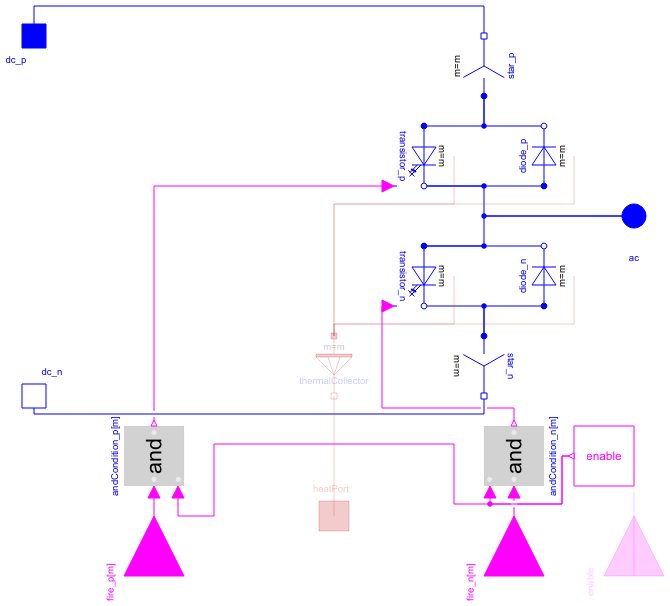 dc_p
m=m
star_p
transistor_p
m=m
diode_p
m=m
ac
transistor_n
m=m
diode_n
m=m
m=m
thermalCollector
m=m
star_n
dc_n
andCondition_p[m]
and
and
andCondition_n[m]
enable
heatPort
fire_p[m]
fire_n[m]
enable